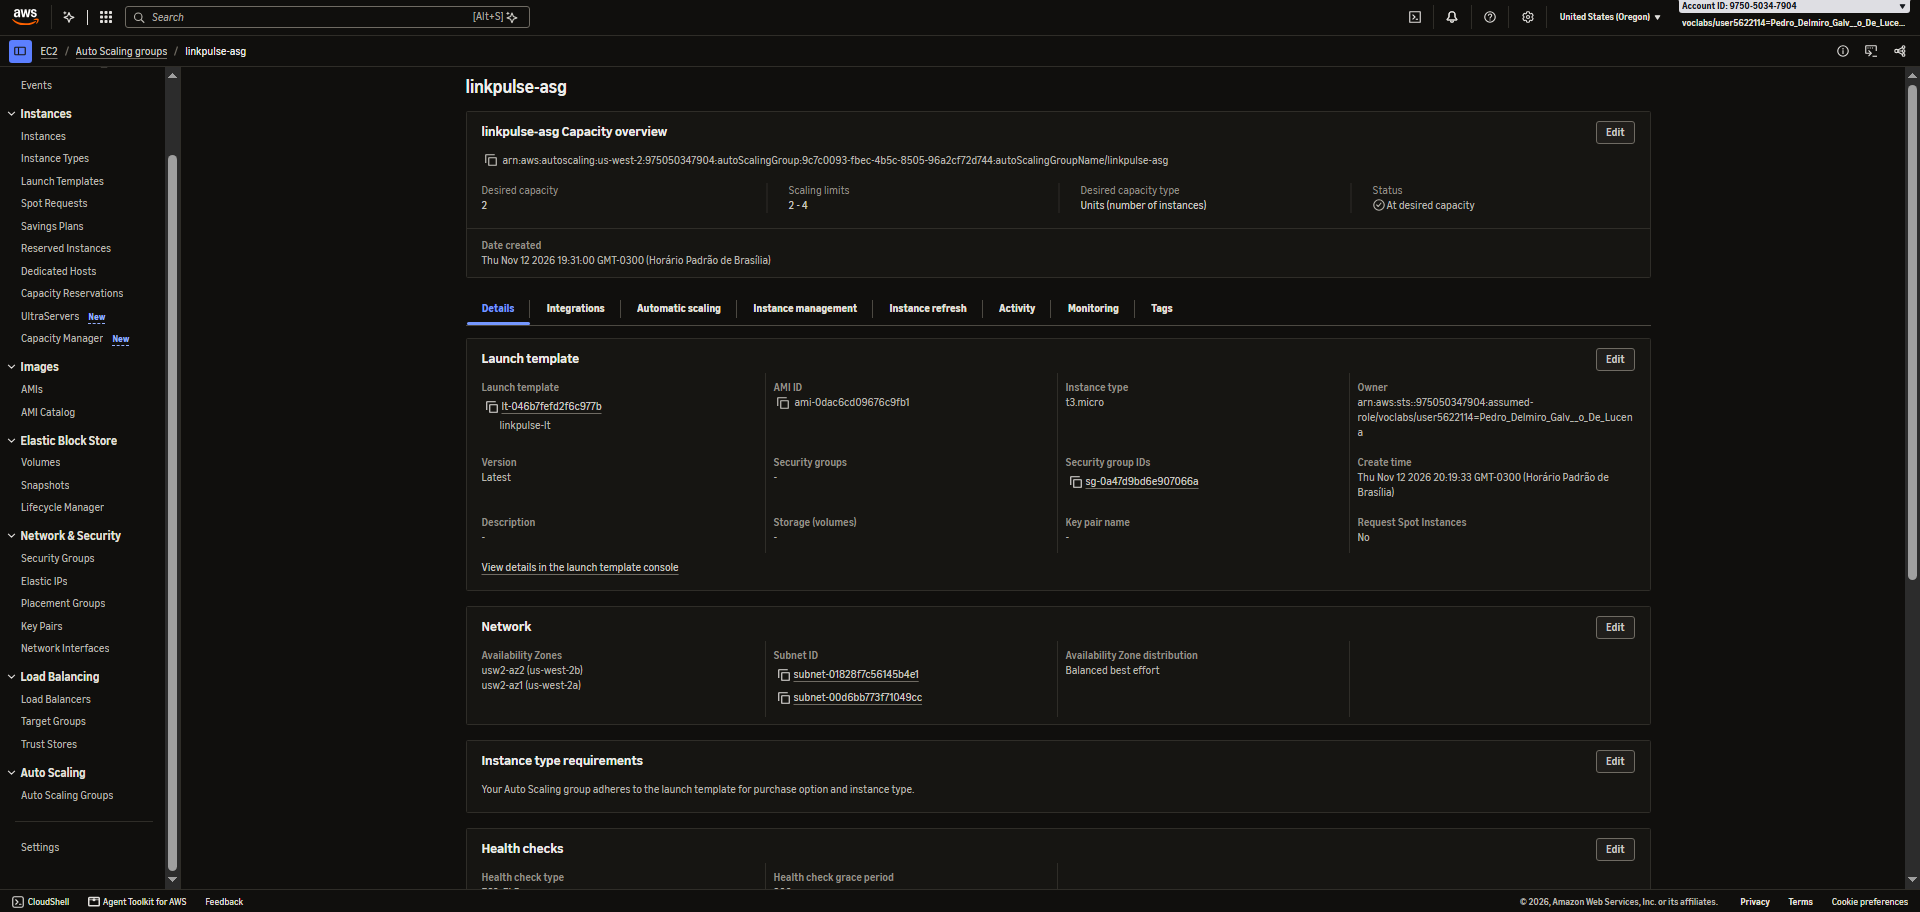 aws
Search
[Alt+S]
United States (Oregon)
Account ID: 9750-5034-7904
voclabs/user5622114=Pedro_Delmiro_Galv__o_De_Luce...
EC2 / Auto Scaling groups / linkpulse-asg
Events
Instances
Instances
Instance Types
Launch Templates
Spot Requests
Savings Plans
Reserved Instances
Dedicated Hosts
Capacity Reservations
UltraServers New
Capacity Manager New
Images
AMIs
AMI Catalog
Elastic Block Store
Volumes
Snapshots
Lifecycle Manager
Network & Security
Security Groups
Elastic IPs
Placement Groups
Key Pairs
Network Interfaces
Load Balancing
Load Balancers
Target Groups
Trust Stores
Auto Scaling
Auto Scaling Groups
Settings
linkpulse-asg
linkpulse-asg Capacity overview
Edit
arn:aws:autoscaling:us-west-2:975050347904:autoScalingGroup:9c7c0093-fbec-4b5c-8505-96a2cf72d744:autoScalingGroupName/linkpulse-asg
Desired capacity
2
Scaling limits
2 - 4
Desired capacity type
Units (number of instances)
Status
At desired capacity
Date created
Thu Nov 12 2026 19:31:00 GMT-0300 (Horário Padrão de Brasília)
Details
Integrations
Automatic scaling
Instance management
Instance refresh
Activity
Monitoring
Tags
Launch template
Edit
Launch template
lt-046b7fefd2f6c977b
linkpulse-lt
AMI ID
ami-0dac6cd09676c9fb1
Instance type
t3.micro
Owner
arn:aws:sts::975050347904:assumed-
role/voclabs/user5622114=Pedro_Delmiro_Galv__o_De_Lucen
a
Version
Latest
Security groups
-
Security group IDs
sg-0a47d9bd6e907066a
Create time
Thu Nov 12 2026 20:19:33 GMT-0300 (Horário Padrão de
Brasília)
Description
-
Storage (volumes)
-
Key pair name
-
Request Spot Instances
No
View details in the launch template console
Network
Edit
Availability Zones
usw2-az2 (us-west-2b)
usw2-az1 (us-west-2a)
Subnet ID
subnet-01828f7c56145b4e1
subnet-00d6bb773f71049cc
Availability Zone distribution
Balanced best effort
Instance type requirements
Edit
Your Auto Scaling group adheres to the launch template for purchase option and instance type.
Health checks
Edit
Health check type
Health check grace period
CloudShell
Agent Toolkit for AWS
Feedback
© 2026, Amazon Web Services, Inc. or its affiliates.
Privacy
Terms
Cookie preferences